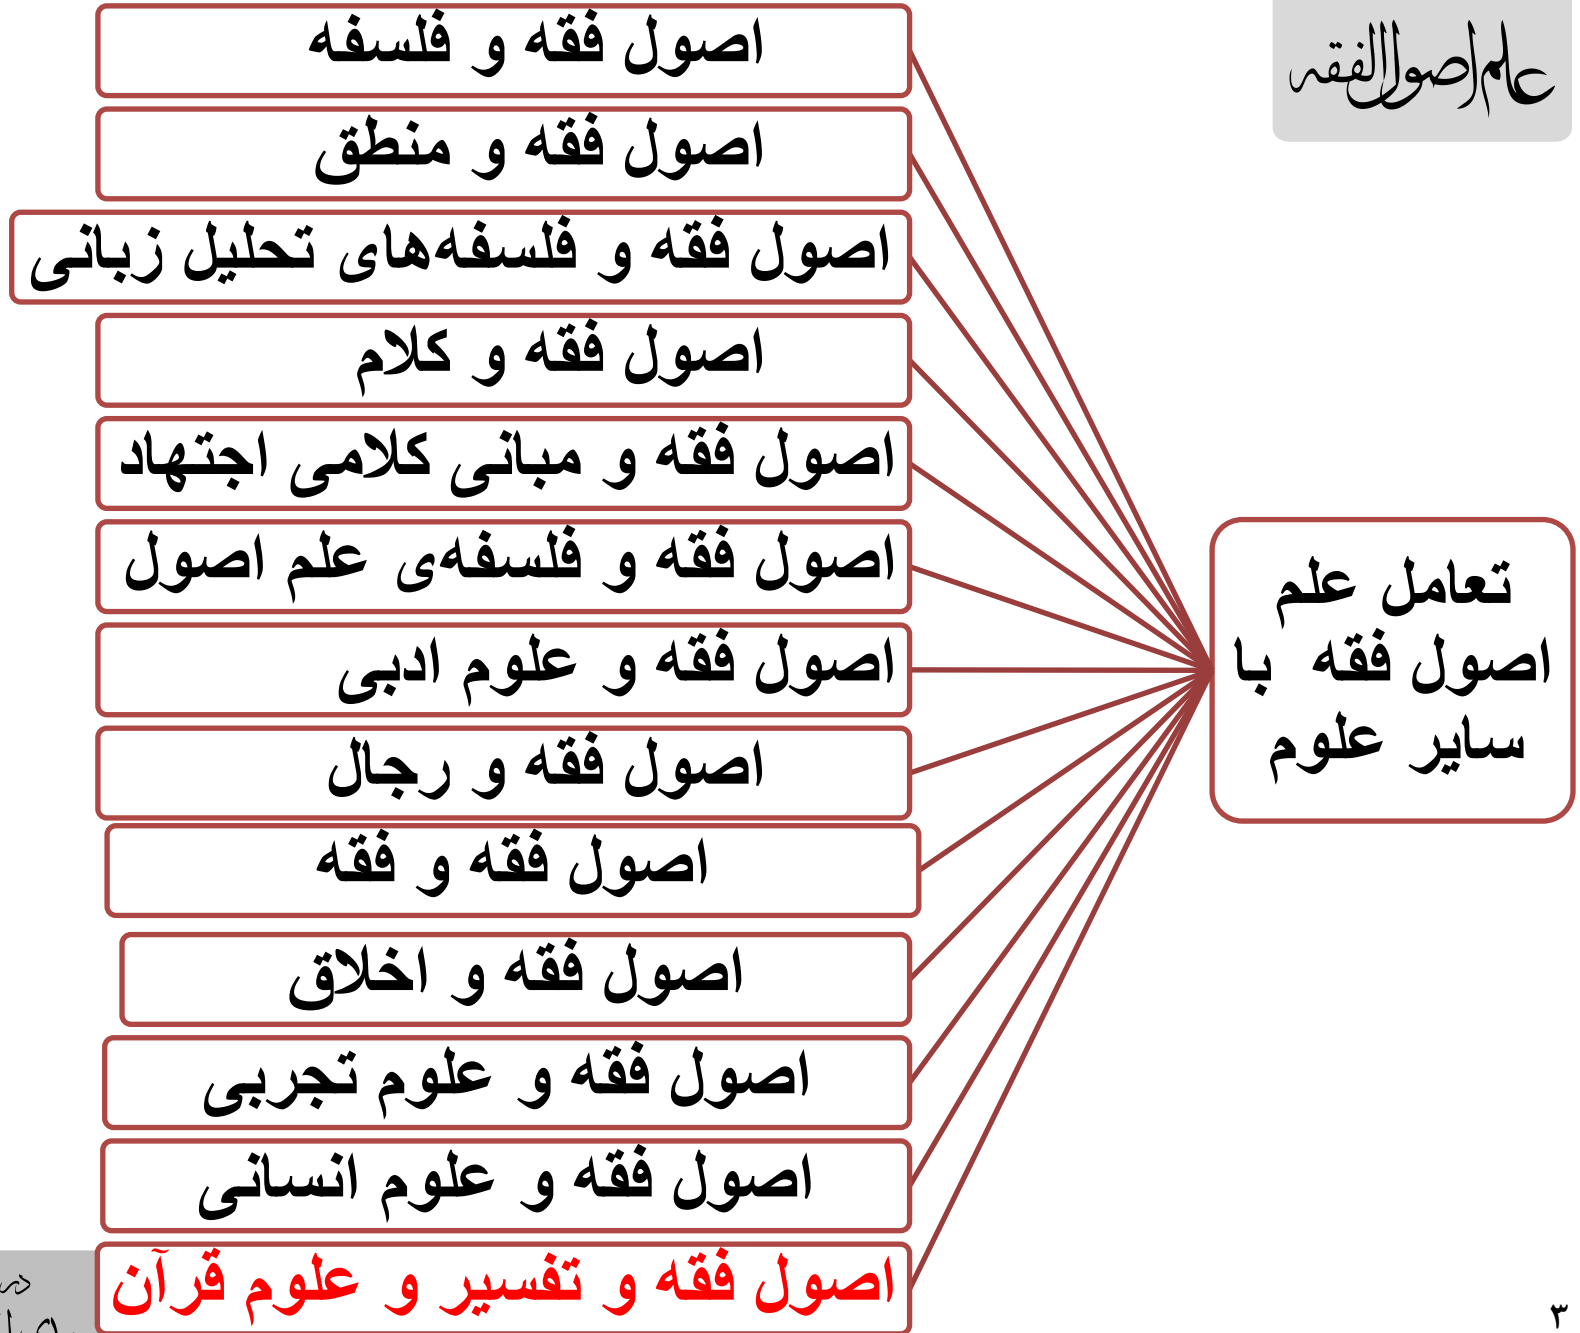 علم اصول الفقه
تعامل علم
اصول فقه با
سایر علوم
اصول فقه و فلسفه
اصول فقه و منطق
اصول فقه و فلسفه‌های تحلیل زبانی
اصول فقه و کلام
اصول فقه و مبانی کلامی اجتهاد
اصول فقه و فلسفه‌ی علم اصول
اصول فقه و علوم ادبی
اصول فقه و رجال
اصول فقه و فقه
اصول فقه و اخلاق
اصول فقه و علوم تجربی
اصول فقه و علوم انسانی
اصول فقه و تفسیر و علوم قرآن
۳